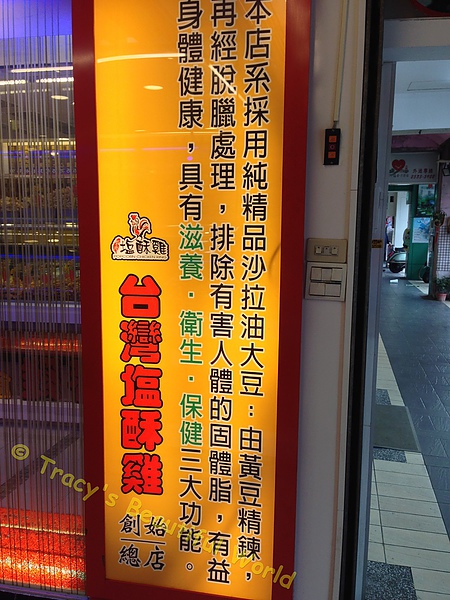 本店系採用純精品沙拉油大豆：由黃豆精鍊，
再經脫臘處理，排除有害人體的固體脂，有益
身體健康，具有滋養·衛生·保健三大功能。
塩酥雞
台灣塩酥雞
創始
總店
© Tracy's Beautiful World